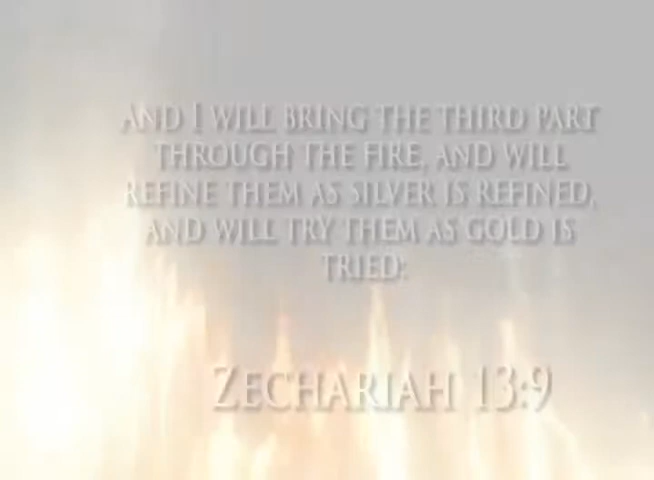 AND I WILL BRING THE THIRD PART
THROUGH THE FIRE, AND WILL
REFINE THEM AS SILVER IS REFINED,
AND WILL TRY THEM AS GOLD IS
TRIED:
ZECHARIAH 13:9